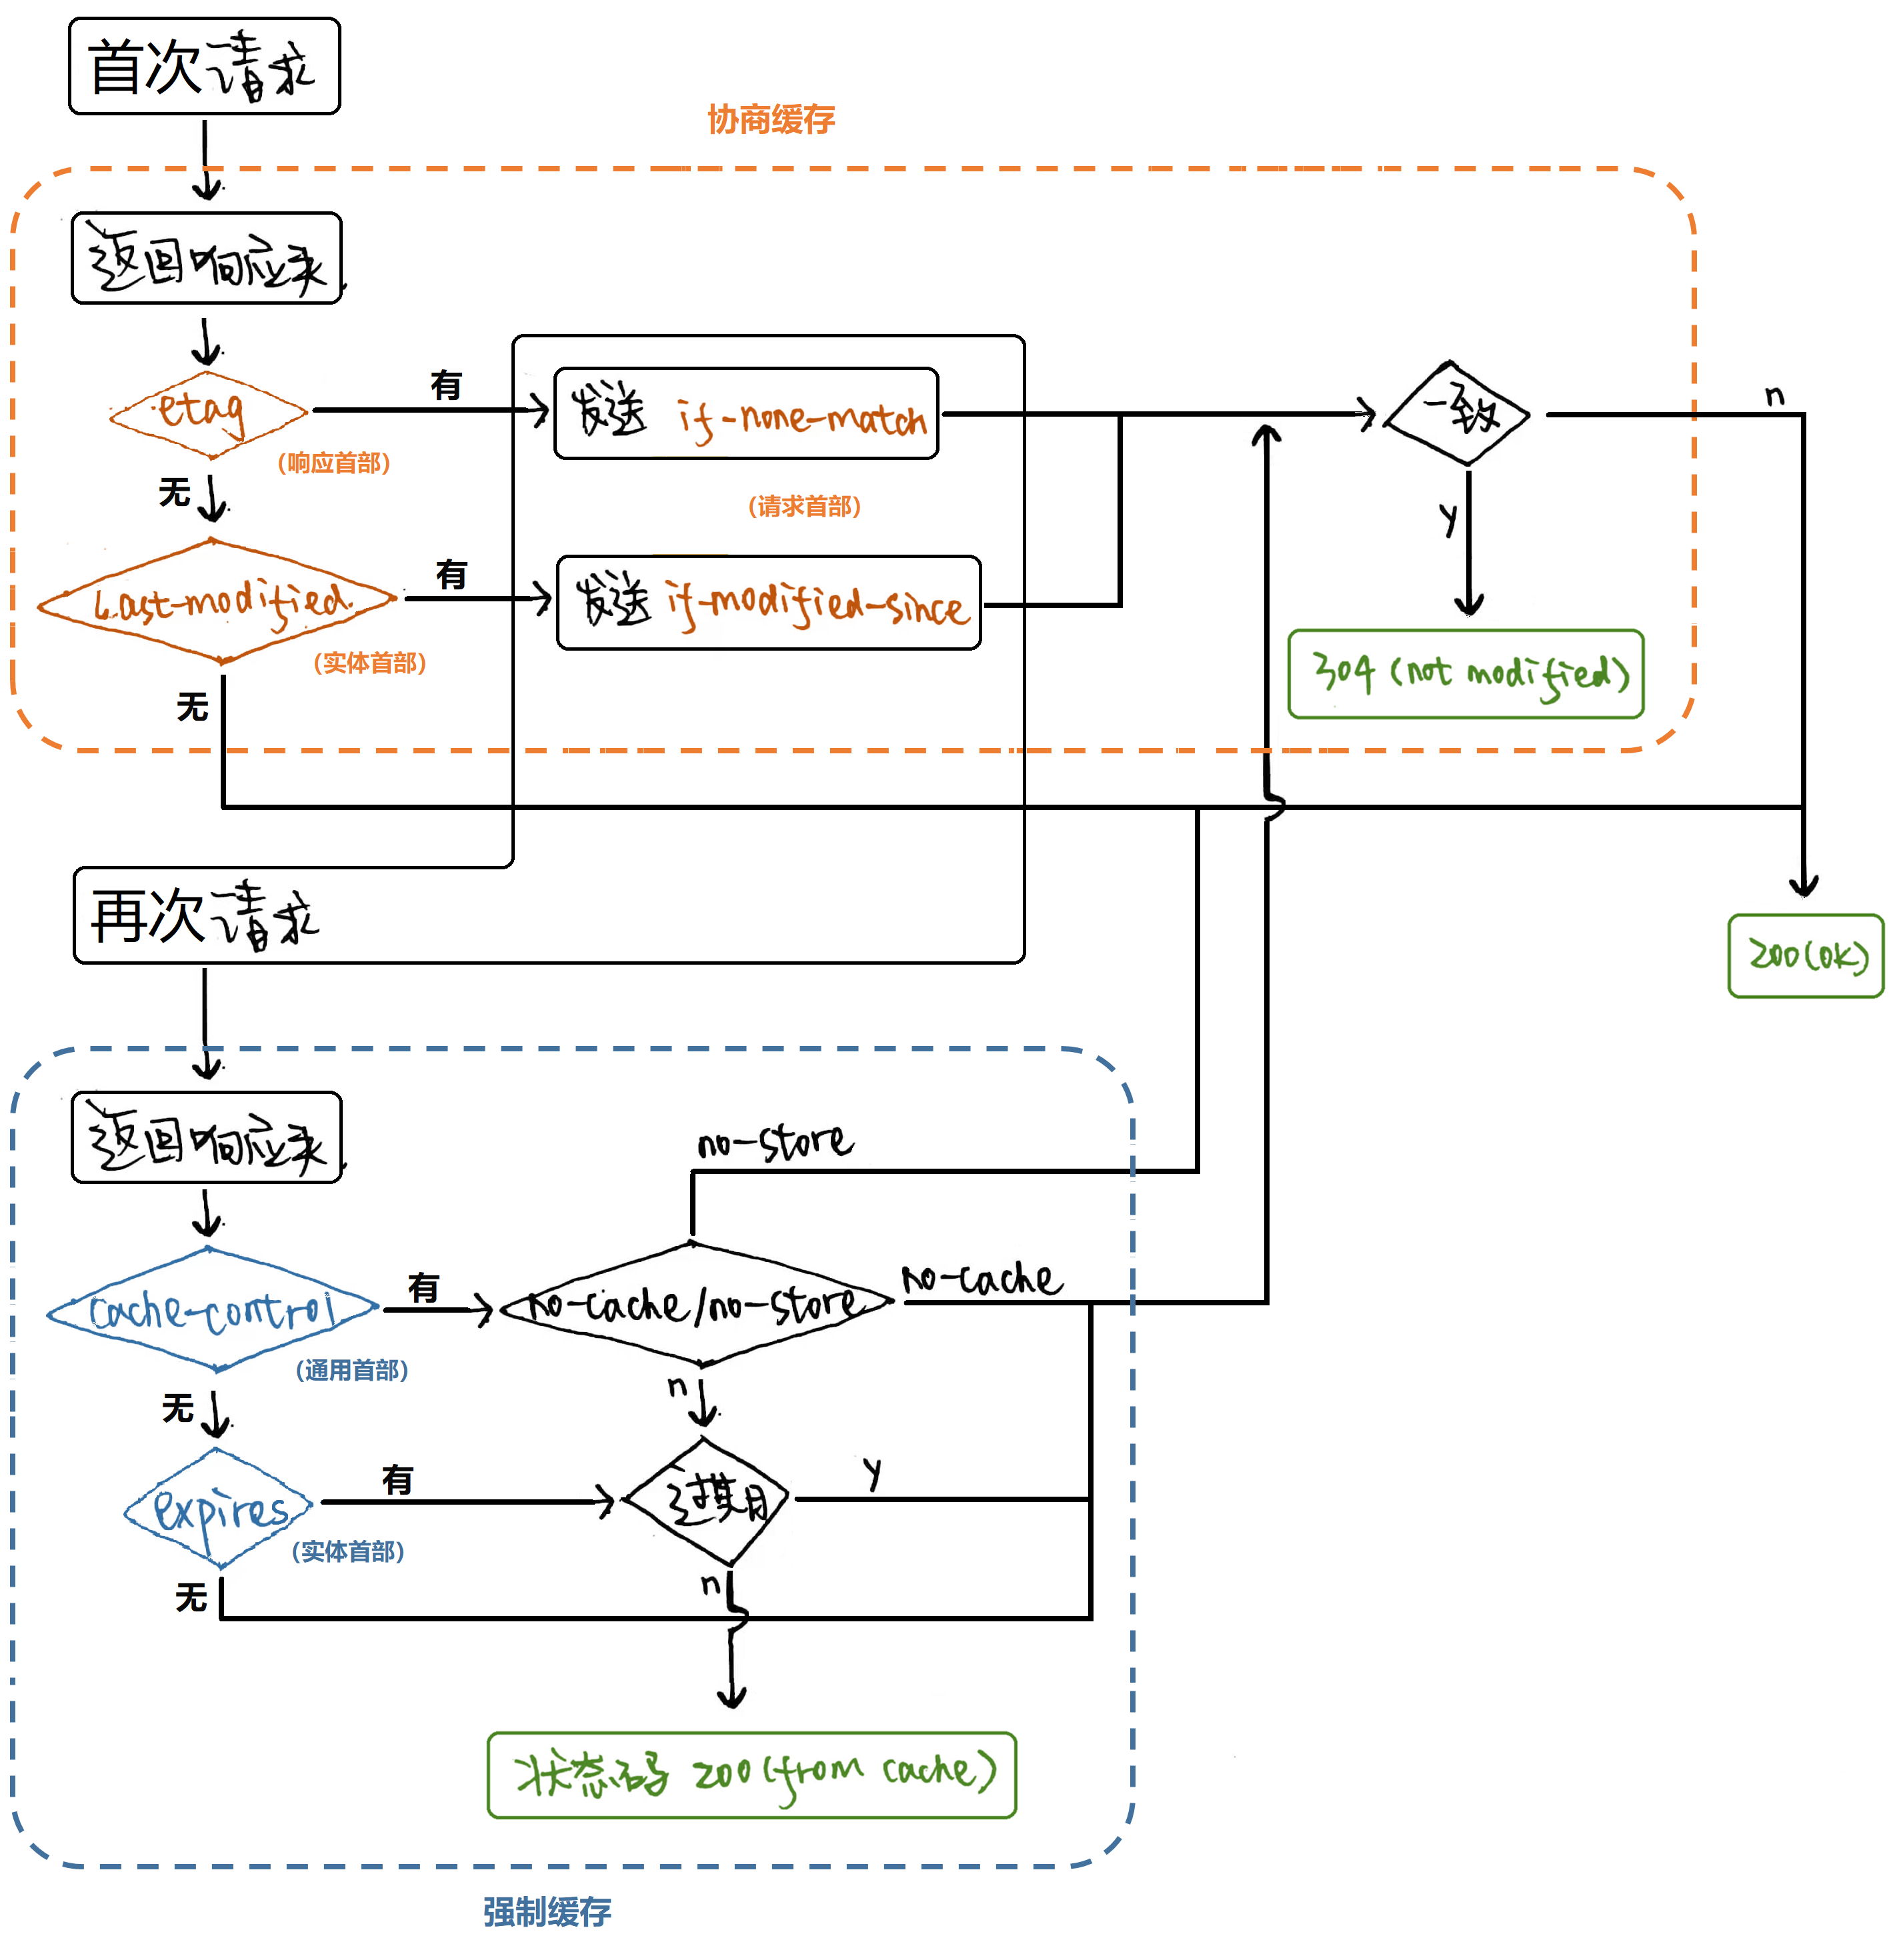 首次请求
协商缓存
返回响应求
etag
有
发送 if-none-match
一致
n
(响应首部)
无
(请求首部)
y
Last-modified
有
发送 if-modified-since
(实体首部)
304 (not modified)
无
再次请求
200(ok)
返回响应求
no-store
cache-control
有
no-cache/no-store
no-cache
(通用首部)
无
n
expires
有
过期
y
(实体首部)
无
n
状态码 200(from cache)
强制缓存